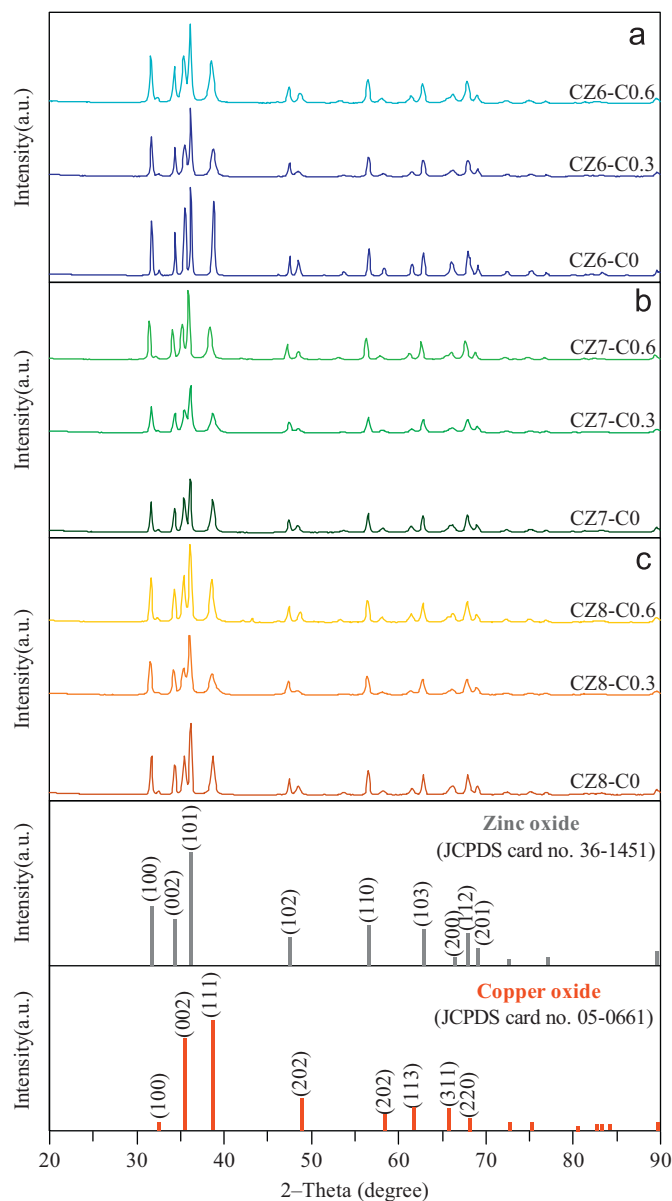 a
CZ6-C0.6
CZ6-C0.3
CZ6-C0
Intensity(a.u.)
b
CZ7-C0.6
CZ7-C0.3
CZ7-C0
Intensity(a.u.)
c
CZ8-C0.6
CZ8-C0.3
CZ8-C0
Intensity(a.u.)
Zinc oxide
(JCPDS card no. 36-1451)
(100)
(002)
(101)
(102)
(110)
(103)
(200)
(112)
(201)
Intensity(a.u.)
Copper oxide
(JCPDS card no. 05-0661)
(100)
(002)
(111)
(202)
(202)
(113)
(311)
(220)
Intensity(a.u.)
20 30 40 50 60 70 80 90
2–Theta (degree)